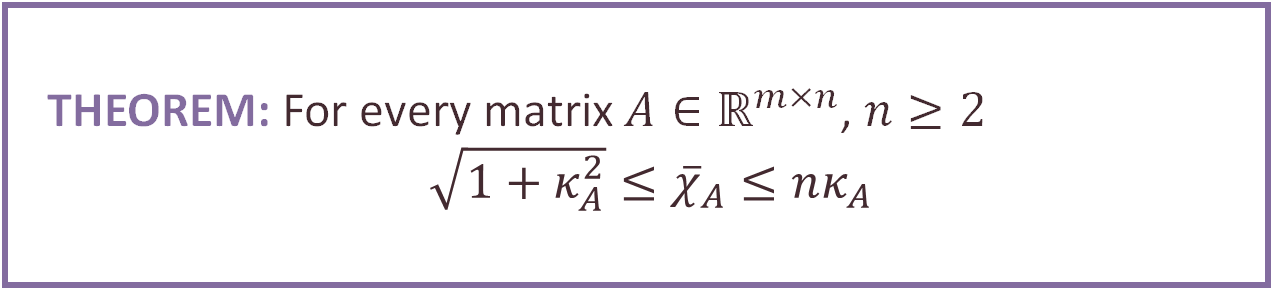 THEOREM: For every matrix 𝐴 ∈ ℝ^{𝑚×𝑛}, 𝑛 ≥ 2
√(1 + 𝜅_𝐴^2) ≤ 𝜒̄_𝐴 ≤ 𝑛𝜅_𝐴